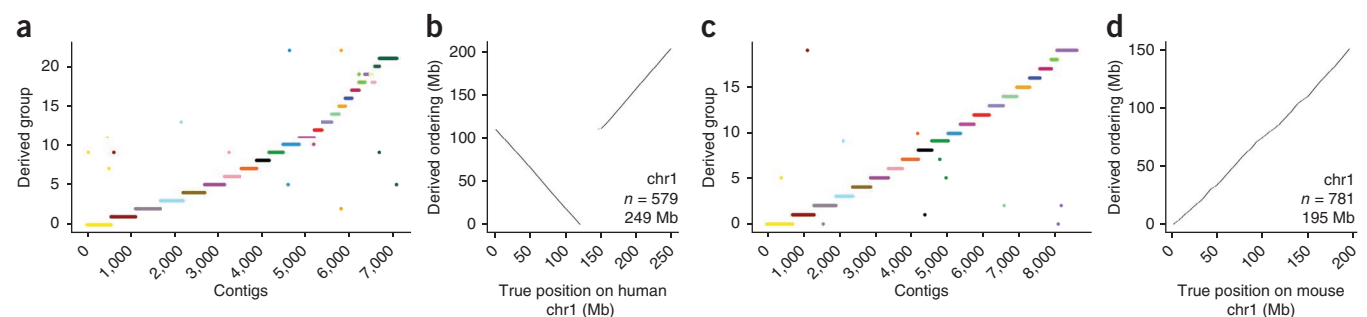 a
Derived group
20
15
10
5
0
0
1,000
2,000
3,000
4,000
5,000
6,000
7,000
Contigs
b
Derived ordering (Mb)
200
150
100
50
0
chr1
n = 579
249 Mb
0
50
100
150
200
250
True position on human
chr1 (Mb)
c
Derived group
15
10
5
0
0
1,000
2,000
3,000
4,000
5,000
6,000
7,000
8,000
Contigs
d
Derived ordering (Mb)
150
100
50
0
chr1
n = 781
195 Mb
0
50
100
150
200
True position on mouse
chr1 (Mb)